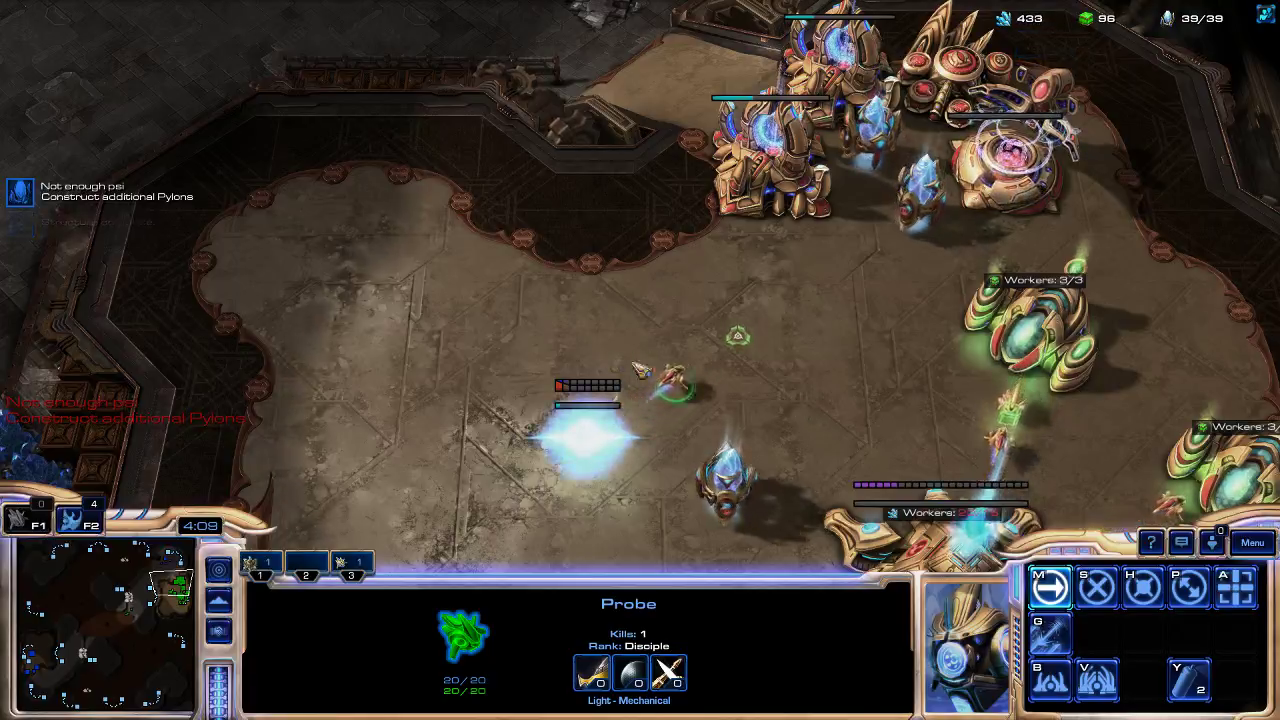 433 96 39/39
Not enough psi
Construct additional Pylons
Workers: 3/3
Not enough psi
Construct additional Pylons
Workers: 3/
Workers:
0 4
F1 F2 4:09
? 0 Menu
1 1
1 2 3
Probe
Kills: 1
Rank: Disciple
0 0 0
20/20
20/20
Light - Mechanical
M S H P A
G
B V Y
2